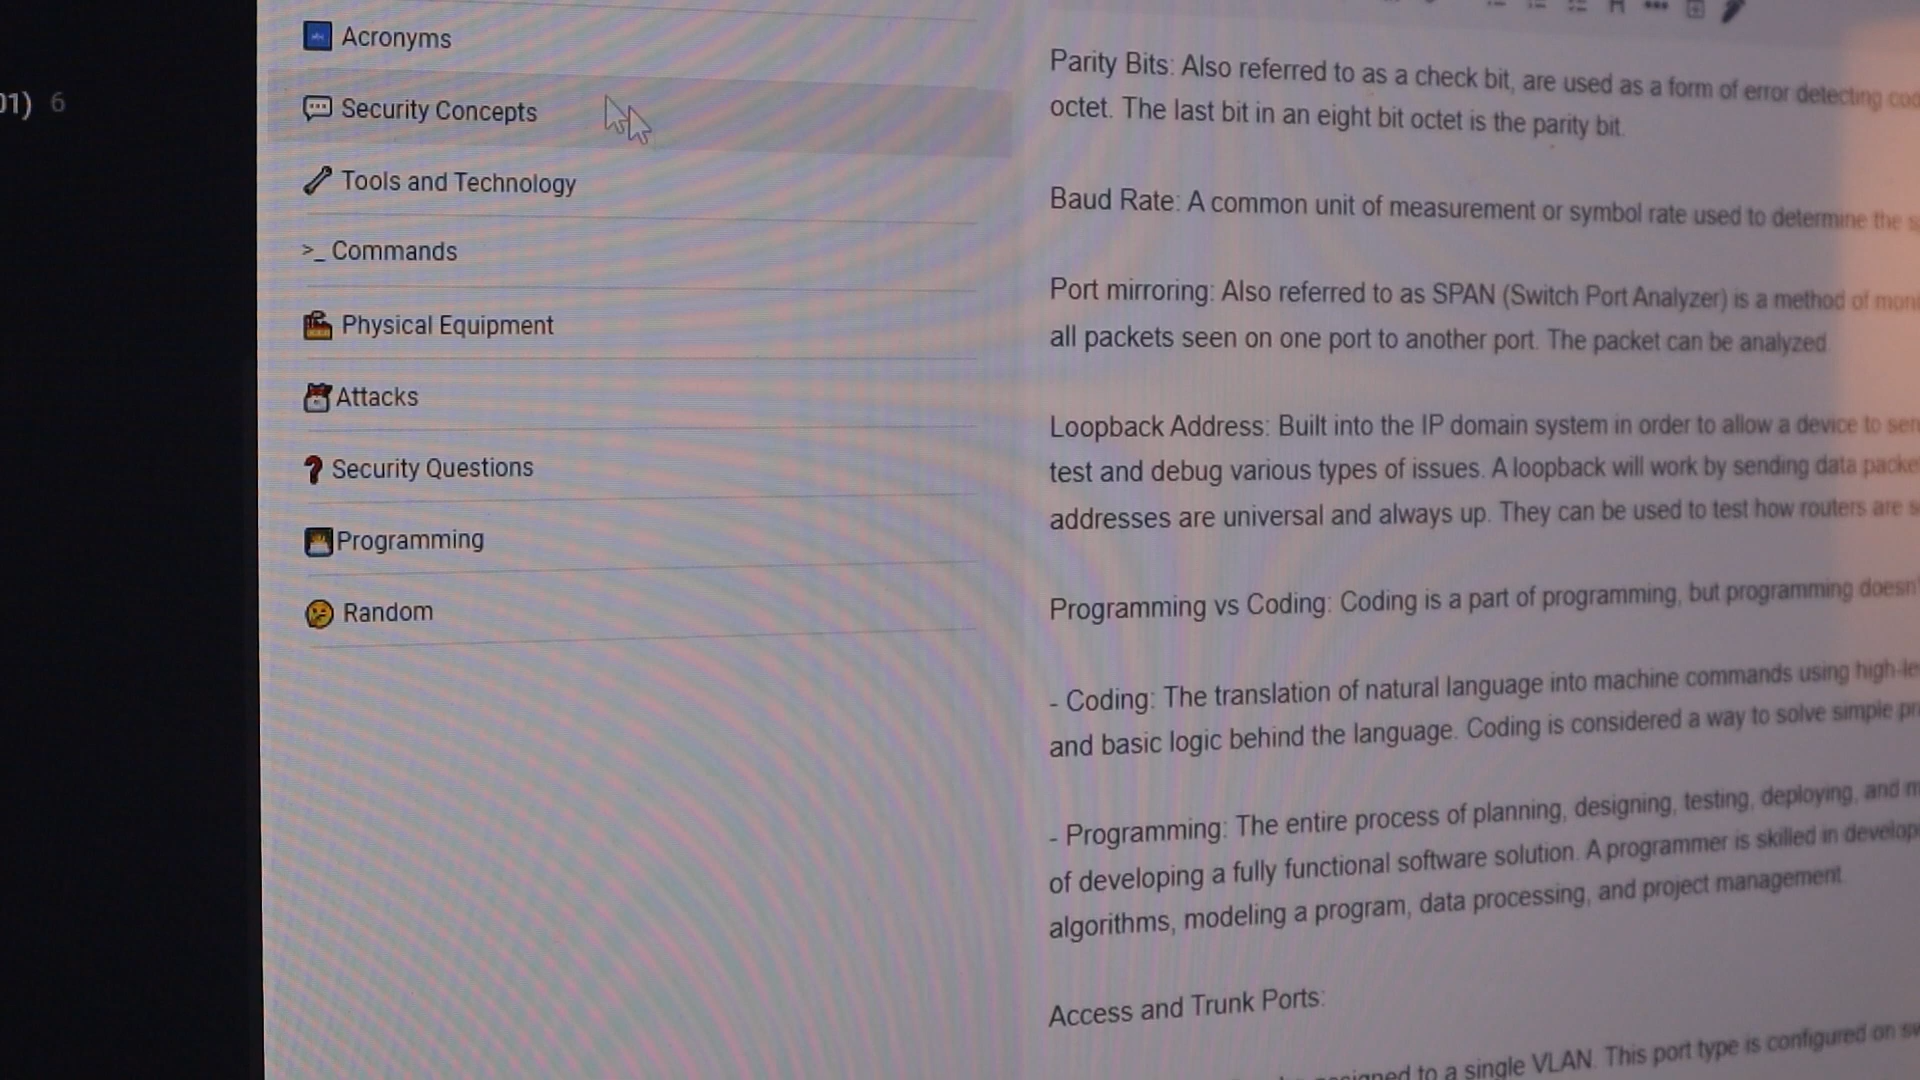 01) 6
Acronyms
Security Concepts
Tools and Technology
>_ Commands
Physical Equipment
Attacks
Security Questions
Programming
Random
Parity Bits: Also referred to as a check bit, are used as a form of error detecting
octet. The last bit in an eight bit octet is the parity bit.
Baud Rate: A common unit of measurement or symbol rate used to determine the
Port mirroring: Also referred to as SPAN (Switch Port Analyzer) is a method of
all packets seen on one port to another port. The packet can be analyzed.
Loopback Address: Built into the IP domain system in order to allow a device to
test and debug various types of issues. A loopback will work by sending data
addresses are universal and always up. They can be used to test how routers are
Programming vs Coding: Coding is a part of programming, but programming doesn'
- Coding: The translation of natural language into machine commands using
and basic logic behind the language. Coding is considered a way to solve simple
- Programming: The entire process of planning, designing, testing, deploying, and
of developing a fully functional software solution. A programmer is skilled in
algorithms, modeling a program, data processing, and project management.
Access and Trunk Ports:
to a single VLAN. This port type is configured on